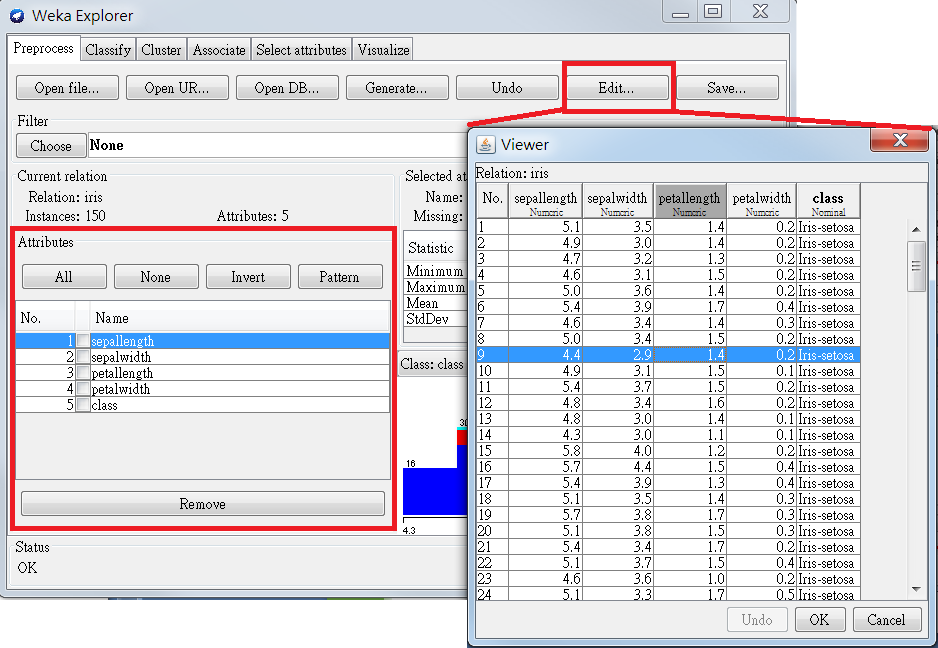 Weka Explorer
Preprocess Classify Cluster Associate Select attributes Visualize
Open file... Open UR... Open DB... Generate... Undo Edit... Save...
Filter
Choose None
Current relation
Relation: iris
Instances: 150 Attributes: 5
Attributes
All None Invert Pattern
No. Name
1 sepallength
2 sepalwidth
3 petallength
4 petalwidth
5 class
Remove
Status
OK
Selected at
Name:
Missing:
Statistic
Minimum
Maximum
Mean
StdDev
Class: class
16
4.3
Viewer
Relation: iris
No. sepallength sepalwidth petallength petalwidth class
Numeric Numeric Numeric Numeric Nominal
1 5.1 3.5 1.4 0.2 Iris-setosa
2 4.9 3.0 1.4 0.2 Iris-setosa
3 4.7 3.2 1.3 0.2 Iris-setosa
4 4.6 3.1 1.5 0.2 Iris-setosa
5 5.0 3.6 1.4 0.2 Iris-setosa
6 5.4 3.9 1.7 0.4 Iris-setosa
7 4.6 3.4 1.4 0.3 Iris-setosa
8 5.0 3.4 1.5 0.2 Iris-setosa
9 4.4 2.9 1.4 0.2 Iris-setosa
10 4.9 3.1 1.5 0.1 Iris-setosa
11 5.4 3.7 1.5 0.2 Iris-setosa
12 4.8 3.4 1.6 0.2 Iris-setosa
13 4.8 3.0 1.4 0.1 Iris-setosa
14 4.3 3.0 1.1 0.1 Iris-setosa
15 5.8 4.0 1.2 0.2 Iris-setosa
16 5.7 4.4 1.5 0.4 Iris-setosa
17 5.4 3.9 1.3 0.4 Iris-setosa
18 5.1 3.5 1.4 0.3 Iris-setosa
19 5.7 3.8 1.7 0.3 Iris-setosa
20 5.1 3.8 1.5 0.3 Iris-setosa
21 5.4 3.4 1.7 0.2 Iris-setosa
22 5.1 3.7 1.5 0.4 Iris-setosa
23 4.6 3.6 1.0 0.2 Iris-setosa
24 5.1 3.3 1.7 0.5 Iris-setosa
Undo OK Cancel